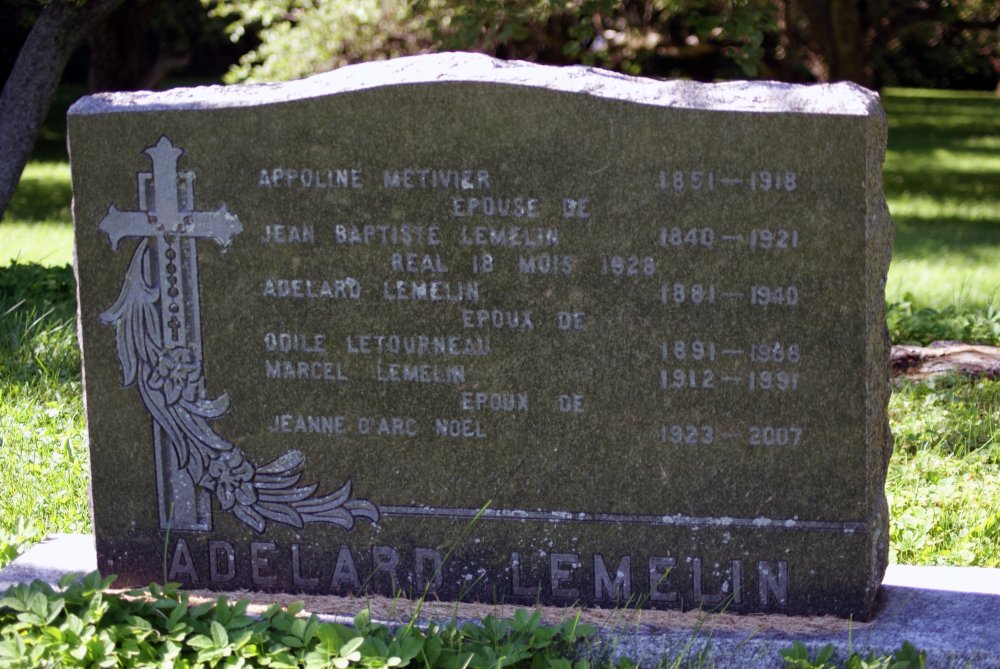 APPOLINE METIVIER 1851-1918
EPOUSE DE
JEAN BAPTISTE LEMELIN 1840-1921
REAL 18 MOIS 1928
ADELARD LEMELIN 1881-1940
EPOUX DE
ODILE LETOURNEAU 1891-1968
MARCEL LEMELIN 1912-1991
EPOUX DE
JEANNE D'ARC NOEL 1923-2007
ADELARD LEMELIN